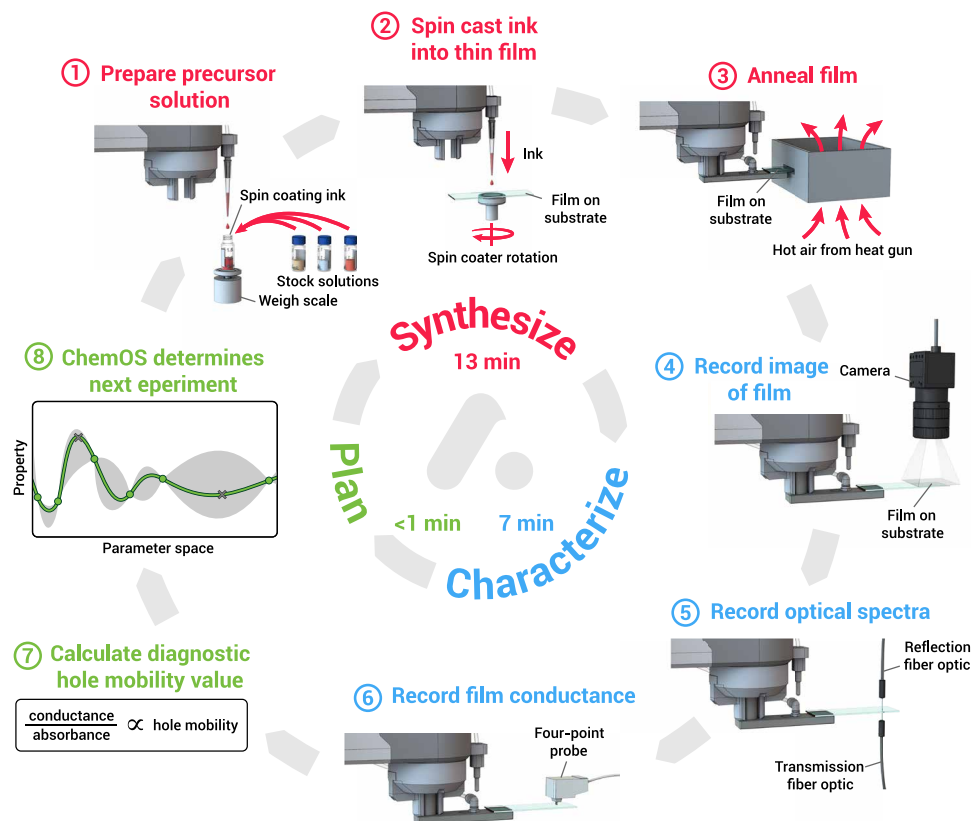 ① Prepare precursor
solution
Spin coating ink
Stock solutions
Weigh scale
② Spin cast ink
into thin film
Ink
Film on
substrate
Spin coater rotation
③ Anneal film
Film on
substrate
Hot air from heat gun
Synthesize
13 min
④ Record image
of film
Camera
Film on
substrate
Characterize
7 min
⑤ Record optical spectra
Reflection
fiber optic
Transmission
fiber optic
⑥ Record film conductance
Four-point
probe
Plan
<1 min
⑦ Calculate diagnostic
hole mobility value
conductance
absorbance
∝ hole mobility
⑧ ChemOS determines
next eperiment
Property
Parameter space